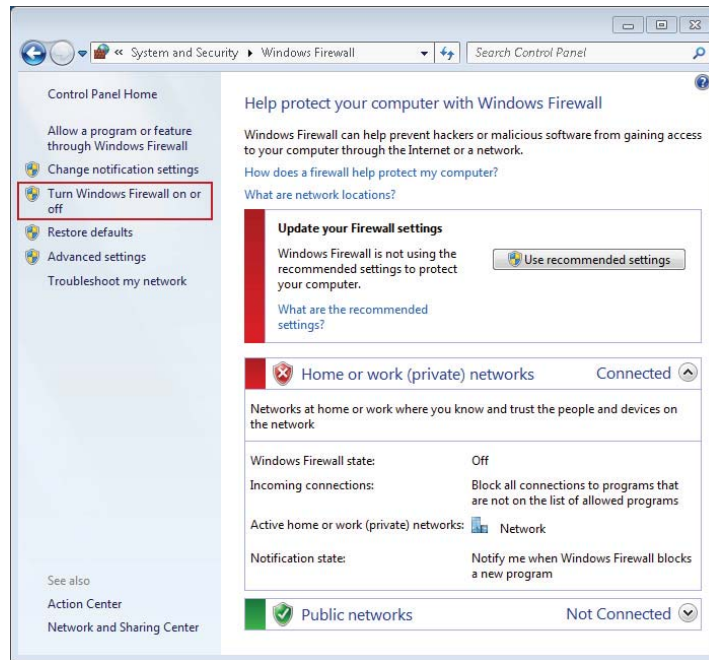 « System and Security ▸ Windows Firewall
Search Control Panel
Control Panel Home
Allow a program or feature
through Windows Firewall
Change notification settings
Turn Windows Firewall on or
off
Restore defaults
Advanced settings
Troubleshoot my network
See also
Action Center
Network and Sharing Center
Help protect your computer with Windows Firewall
Windows Firewall can help prevent hackers or malicious software from gaining access
to your computer through the Internet or a network.
How does a firewall help protect my computer?
What are network locations?
Update your Firewall settings
Windows Firewall is not using the
recommended settings to protect
your computer.
Use recommended settings
What are the recommended
settings?
Home or work (private) networks Connected
Networks at home or work where you know and trust the people and devices on
the network
Windows Firewall state: Off
Incoming connections: Block all connections to programs that
are not on the list of allowed programs
Active home or work (private) networks: Network
Notification state: Notify me when Windows Firewall blocks
a new program
Public networks Not Connected